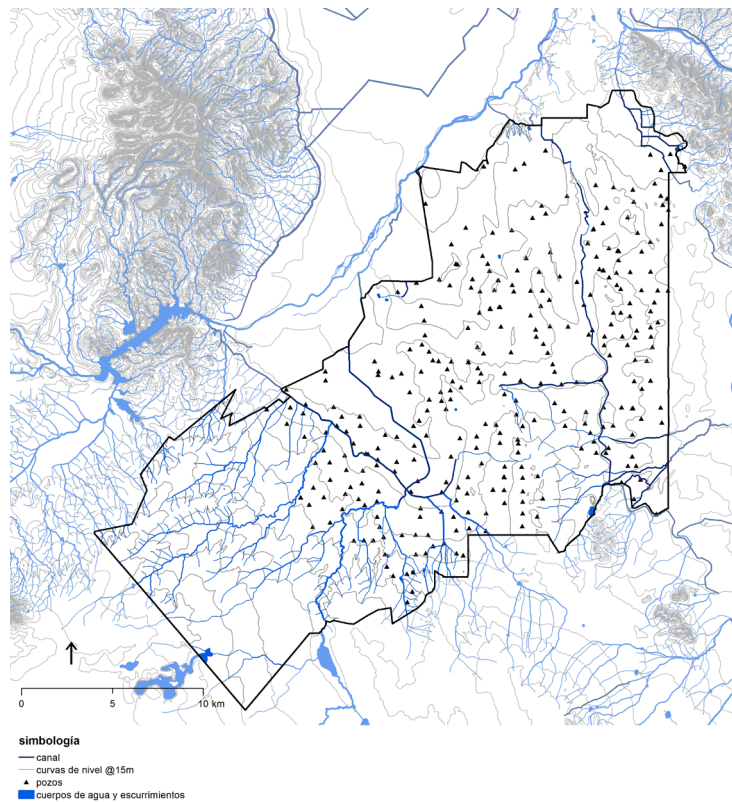 0 5 10 km
simbología
canal
curvas de nivel @15m
pozos
cuerpos de agua y escurrimientos